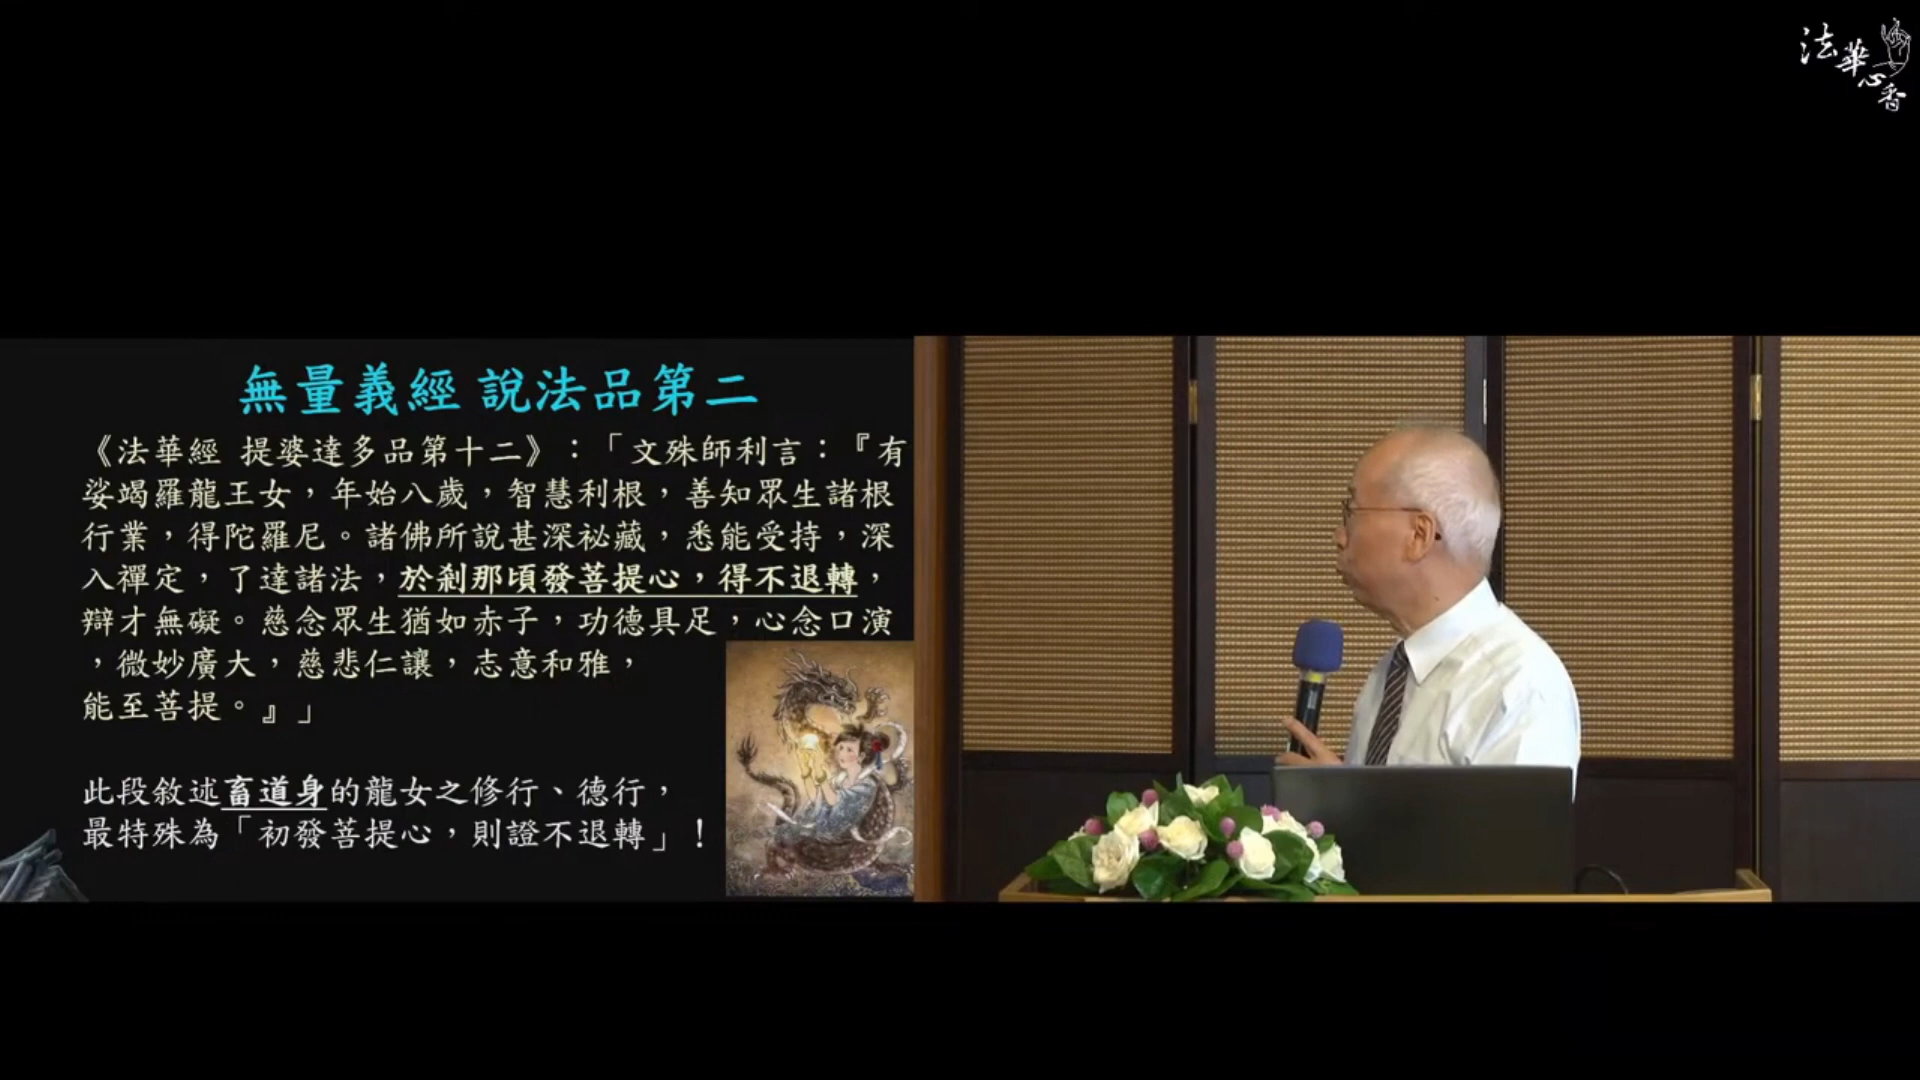 法華心香
無量義經 說法品第二
《法華經 提婆達多品第十二》：「文殊師利言：『有
娑竭羅龍王女，年始八歲，智慧利根，善知眾生諸根
行業，得陀羅尼。諸佛所說甚深祕藏，悉能受持，深
入禪定，了達諸法，於剎那頃發菩提心，得不退轉，
辯才無礙。慈念眾生猶如赤子，功德具足，心念口演
，微妙廣大，慈悲仁讓，志意和雅，
能至菩提。』」
此段敘述畜道身的龍女之修行、德行，
最特殊為「初發菩提心，則證不退轉」！